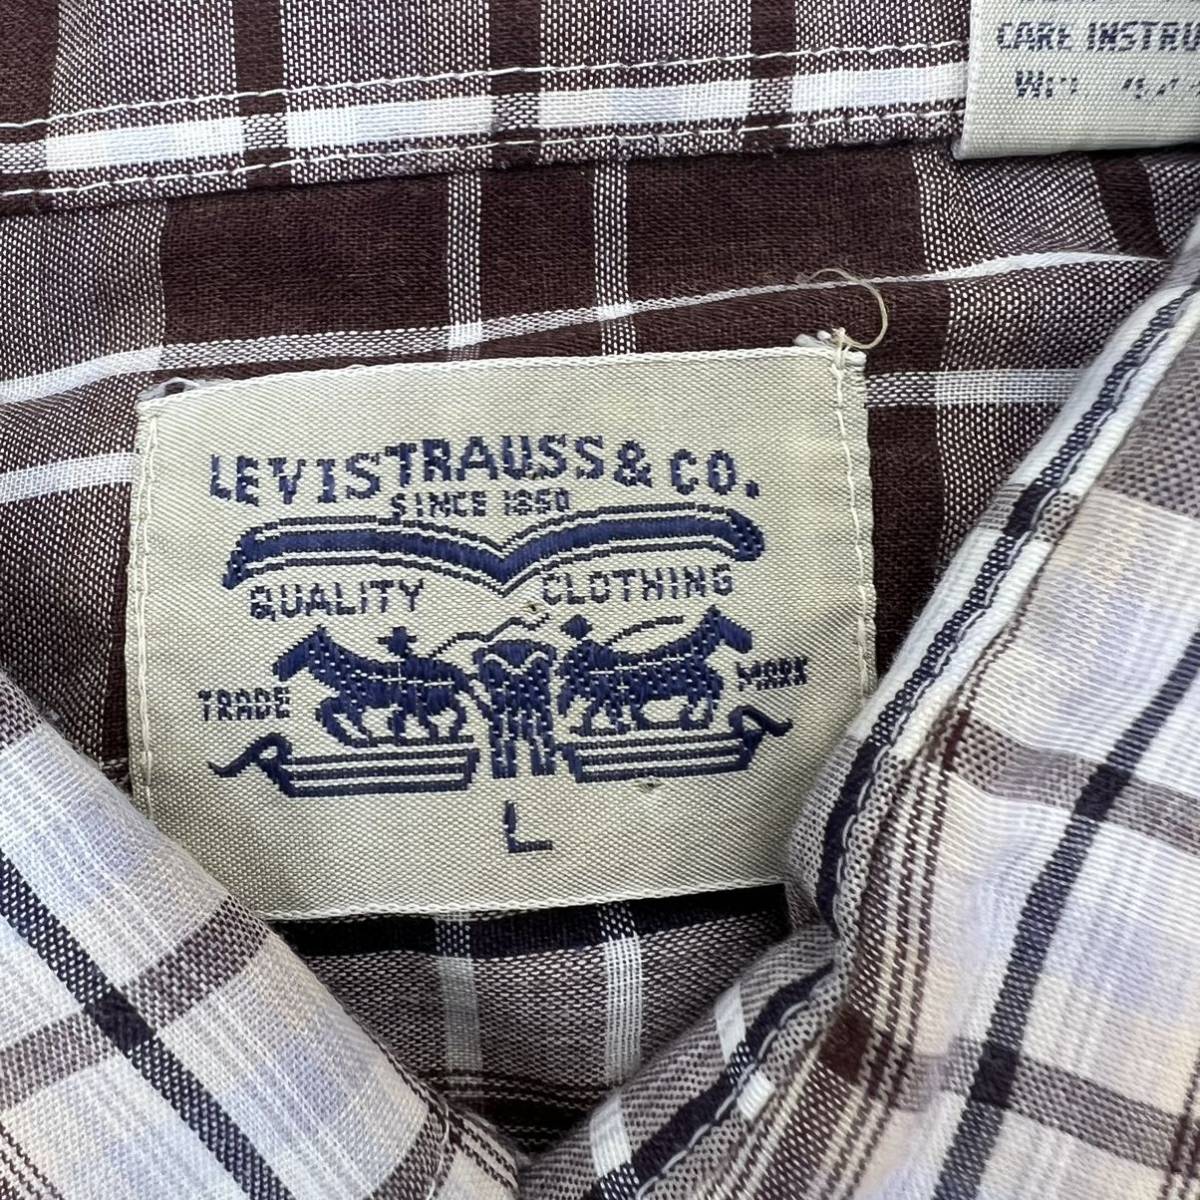 CARE INSTRU
LEVI STRAUSS & CO.
SINCE 1850
QUALITY CLOTHING
TRADE MARK
L